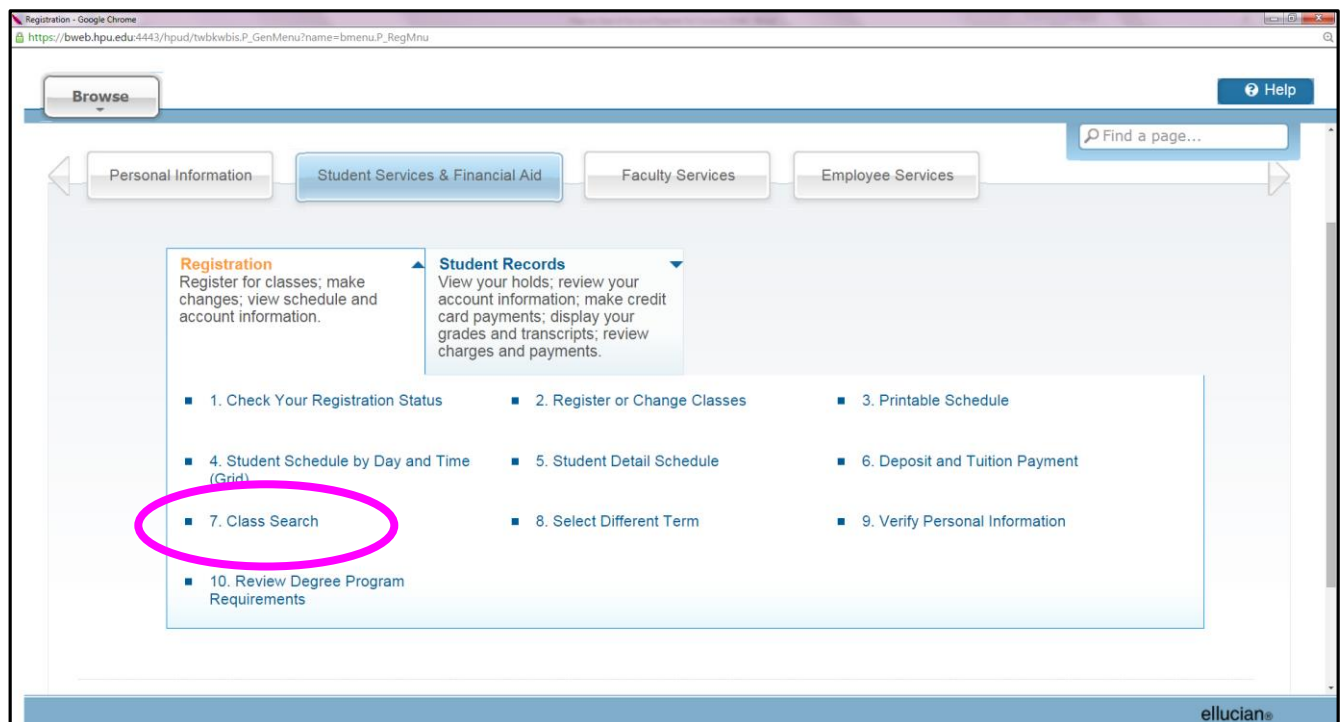 Registration - Google Chrome
https://bweb.hpu.edu:4443/hpud/twbkwbis.P_GenMenu?name=bmenu.P_RegMnu
Browse
Help
Find a page...
Personal Information
Student Services & Financial Aid
Faculty Services
Employee Services
Registration
Register for classes; make
changes; view schedule and
account information.
Student Records
View your holds; review your
account information; make credit
card payments; display your
grades and transcripts; review
charges and payments.
1. Check Your Registration Status
2. Register or Change Classes
3. Printable Schedule
4. Student Schedule by Day and Time
(Grid)
5. Student Detail Schedule
6. Deposit and Tuition Payment
7. Class Search
8. Select Different Term
9. Verify Personal Information
10. Review Degree Program
Requirements
ellucian®